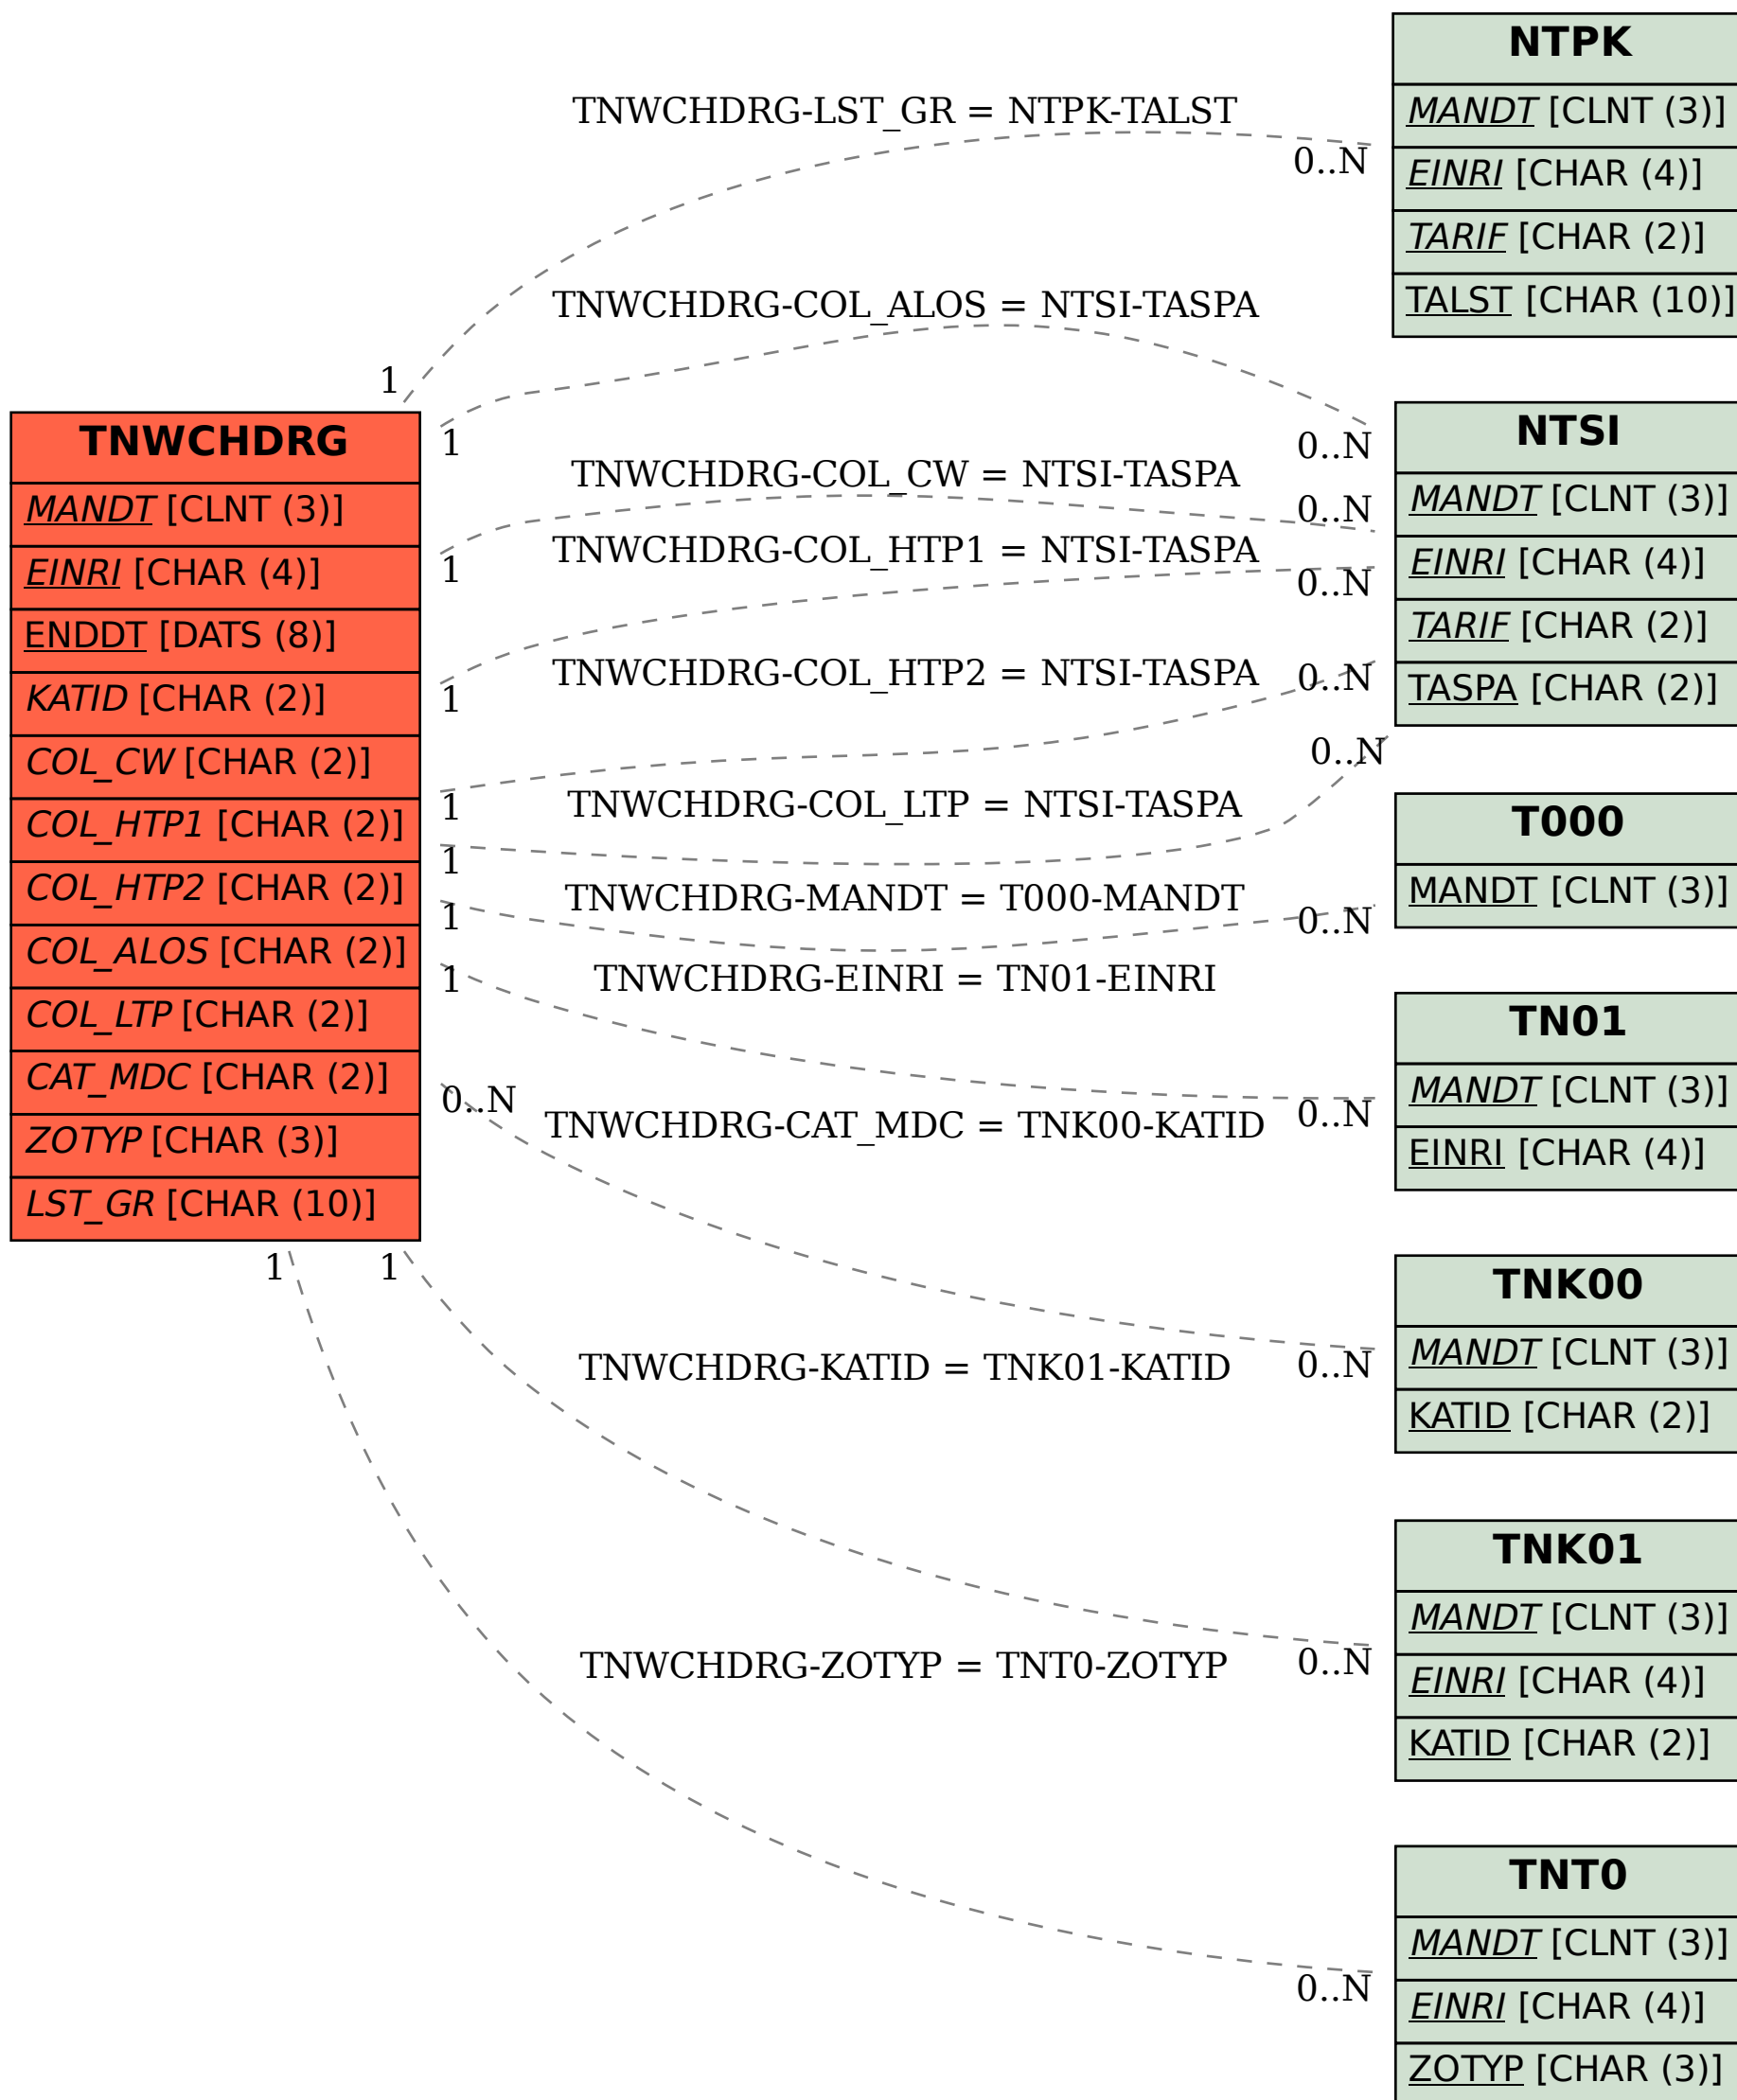 NTPK
MANDT [CLNT (3)]
EINRI [CHAR (4)]
TARIF [CHAR (2)]
TALST [CHAR (10)]
TNWCHDRG-LST_GR = NTPK-TALST
0..N
1
TNWCHDRG-COL_ALOS = NTSI-TASPA
1
0..N
TNWCHDRG-COL_CW = NTSI-TASPA
1
0..N
TNWCHDRG-COL_HTP1 = NTSI-TASPA
1
0..N
TNWCHDRG-COL_HTP2 = NTSI-TASPA
1
0..N
TNWCHDRG-COL_LTP = NTSI-TASPA
1
0..N
TNWCHDRG-MANDT = T000-MANDT
1
0..N
TNWCHDRG-EINRI = TN01-EINRI
1
0..N
TNWCHDRG-CAT_MDC = TNK00-KATID
0..N
0..N
TNWCHDRG-KATID = TNK01-KATID
1
0..N
TNWCHDRG-ZOTYP = TNT0-ZOTYP
1
0..N
TNWCHDRG
MANDT [CLNT (3)]
EINRI [CHAR (4)]
ENDDT [DATS (8)]
KATID [CHAR (2)]
COL_CW [CHAR (2)]
COL_HTP1 [CHAR (2)]
COL_HTP2 [CHAR (2)]
COL_ALOS [CHAR (2)]
COL_LTP [CHAR (2)]
CAT_MDC [CHAR (2)]
ZOTYP [CHAR (3)]
LST_GR [CHAR (10)]
NTSI
MANDT [CLNT (3)]
EINRI [CHAR (4)]
TARIF [CHAR (2)]
TASPA [CHAR (2)]
T000
MANDT [CLNT (3)]
TN01
MANDT [CLNT (3)]
EINRI [CHAR (4)]
TNK00
MANDT [CLNT (3)]
KATID [CHAR (2)]
TNK01
MANDT [CLNT (3)]
EINRI [CHAR (4)]
KATID [CHAR (2)]
TNT0
MANDT [CLNT (3)]
EINRI [CHAR (4)]
ZOTYP [CHAR (3)]